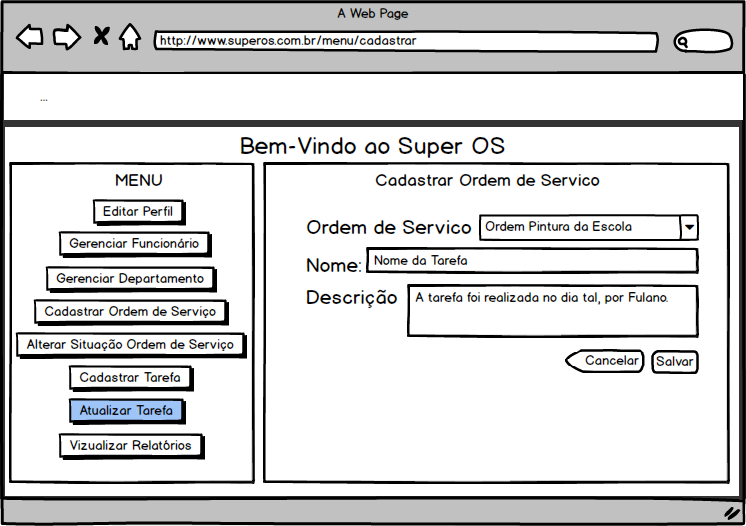 A Web Page
http://www.superos.com.br/menu/cadastrar
...
Bem-Vindo ao Super OS
MENU
Editar Perfil
Gerenciar Funcionário
Gerenciar Departamento
Cadastrar Ordem de Serviço
Alterar Situação Ordem de Serviço
Cadastrar Tarefa
Atualizar Tarefa
Vizualizar Relatórios
Cadastrar Ordem de Servico
Ordem de Servico Ordem Pintura da Escola
Nome: Nome da Tarefa
Descrição A tarefa foi realizada no dia tal, por Fulano.
Cancelar Salvar